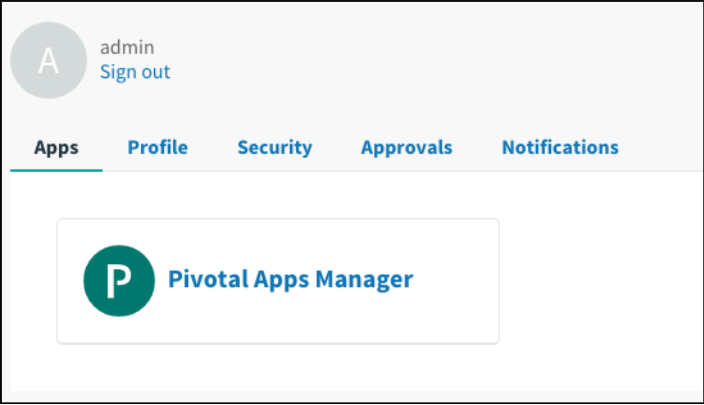 A
admin
Sign out
Apps Profile Security Approvals Notifications
P Pivotal Apps Manager